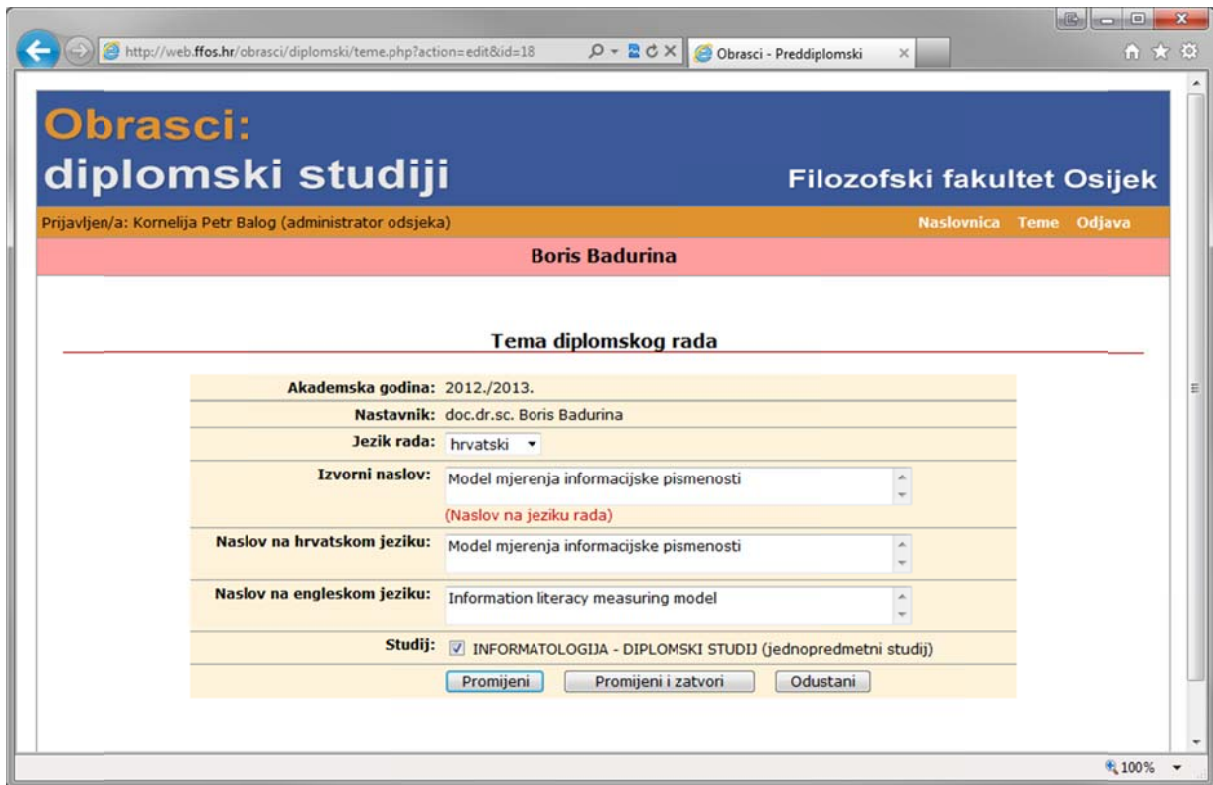 http://web.ffos.hr/obrasci/diplomski/teme.php?action=edit&id=18
Obrasci - Preddiplomski
Obrasci:
diplomski studiji
Filozofski fakultet Osijek
Prijavljen/a: Kornelija Petr Balog (administrator odsjeka)
Naslovnica Teme Odjava
Boris Badurina
Tema diplomskog rada
Akademska godina: 2012./2013.
Nastavnik: doc.dr.sc. Boris Badurina
Jezik rada: hrvatski
Izvorni naslov: Model mjerenja informacijske pismenosti
(Naslov na jeziku rada)
Naslov na hrvatskom jeziku: Model mjerenja informacijske pismenosti
Naslov na engleskom jeziku: Information literacy measuring model
Studij: INFORMATOLOGIJA - DIPLOMSKI STUDIJ (jednopredmetni studij)
Promijeni Promijeni i zatvori Odustani
100%